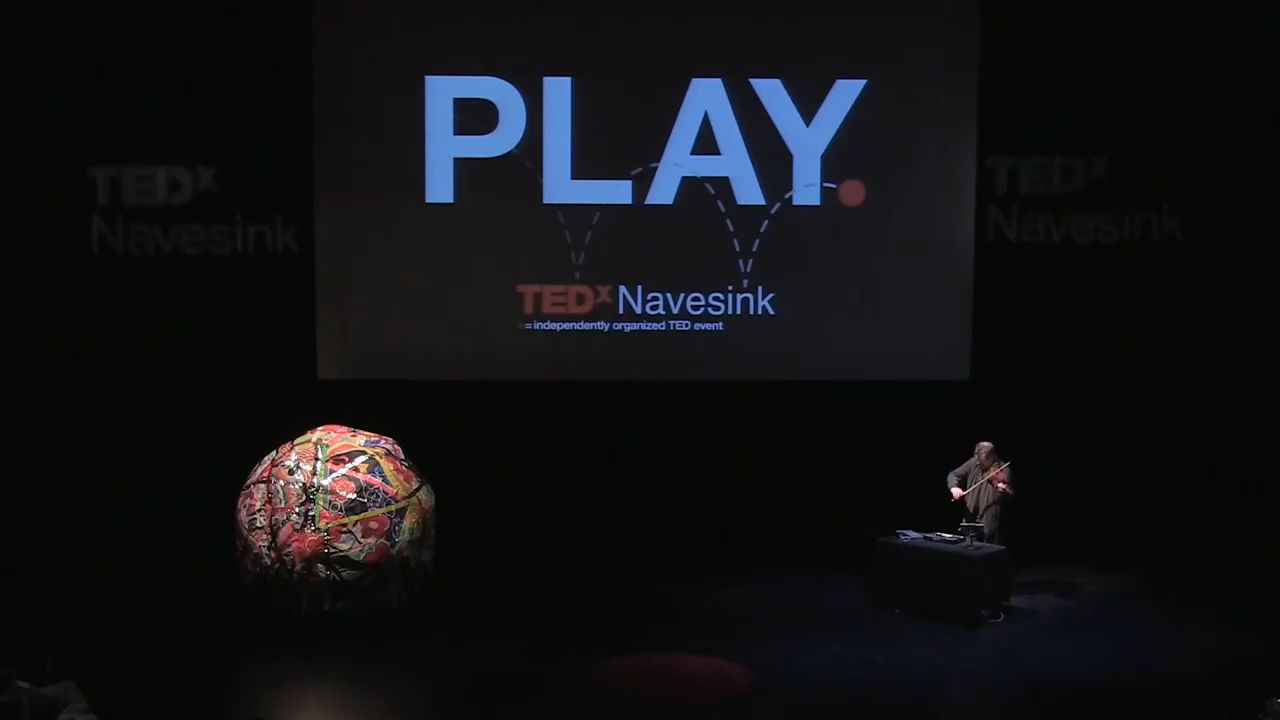 PLAY.
TEDx Navesink
x = independently organized TED event
TEDx
Navesink
TEDx
Navesink